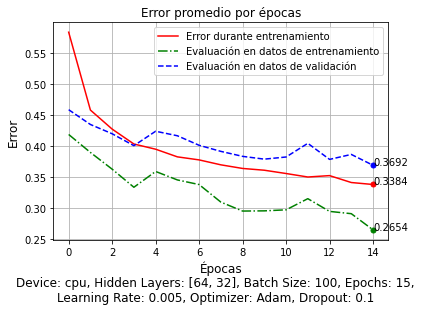 Error promedio por épocas
Error durante entrenamiento
Evaluación en datos de entrenamiento
Evaluación en datos de validación
Error
0.55
0.50
0.45
0.40
0.35
0.30
0.25
0.3692
0.3384
0.2654
0 2 4 6 8 10 12 14
Épocas
Device: cpu, Hidden Layers: [64, 32], Batch Size: 100, Epochs: 15,
Learning Rate: 0.005, Optimizer: Adam, Dropout: 0.1